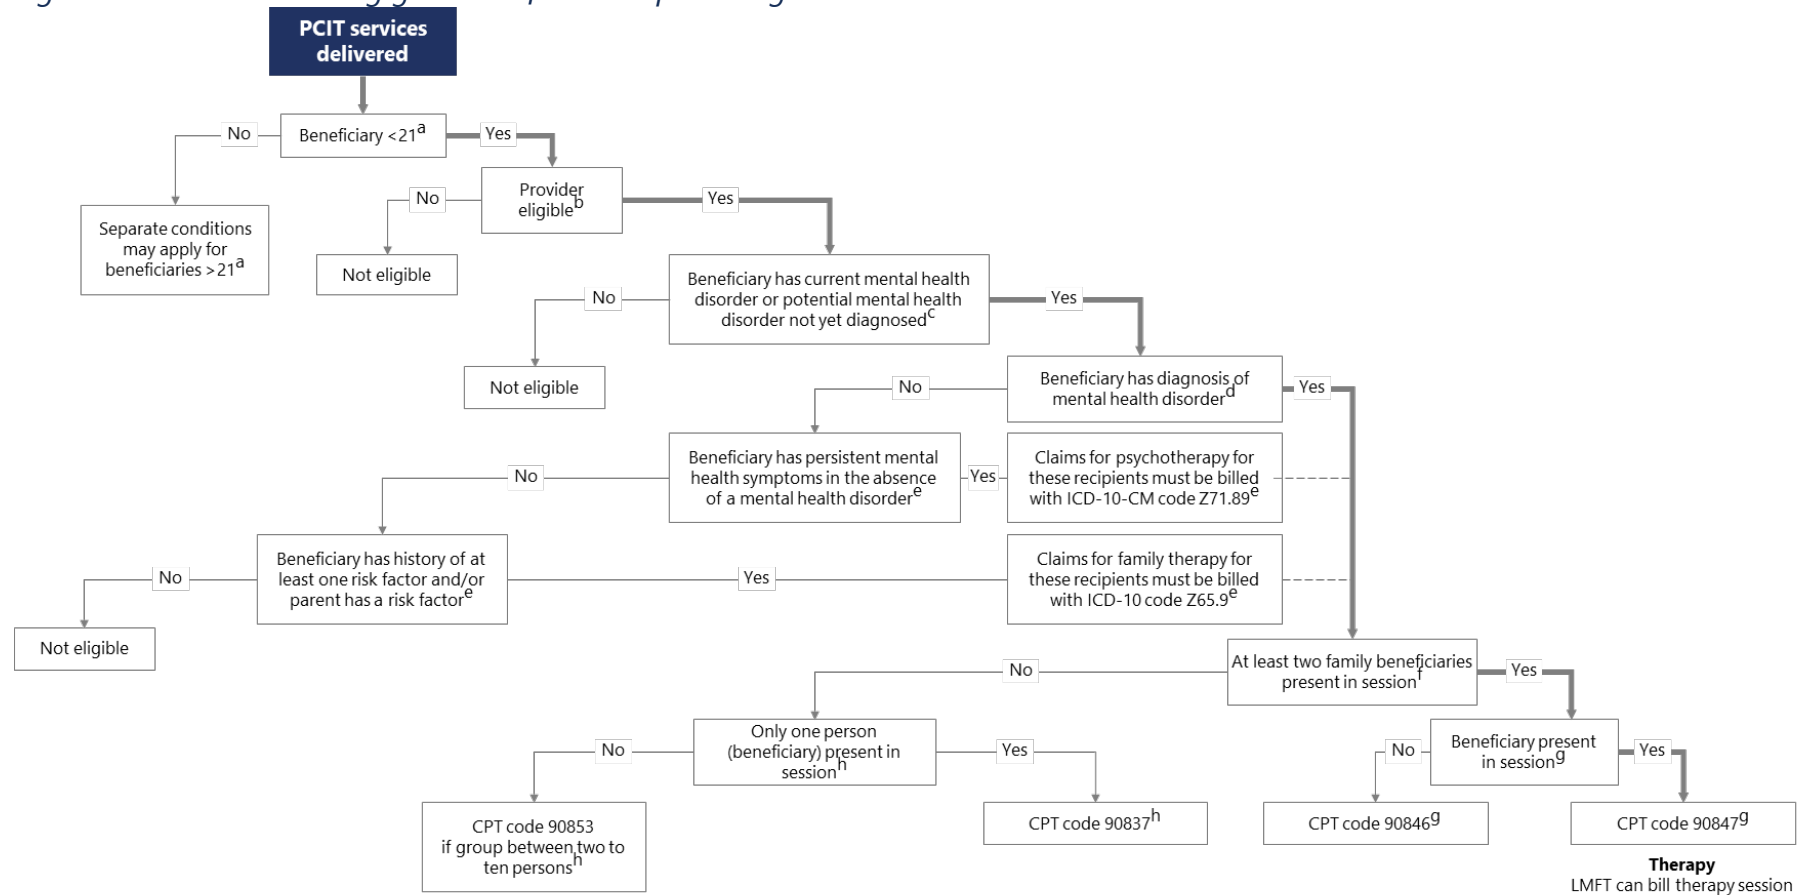 PCIT services
delivered
No
Beneficiary <21a
Yes
Separate conditions
may apply for
beneficiaries >21a
No
Provider
eligibleb
Yes
Not eligible
No
Beneficiary has current mental health
disorder or potential mental health
disorder not yet diagnosedc
Yes
Not eligible
No
Beneficiary has diagnosis of
mental health disorderd
Yes
No
Beneficiary has persistent mental
health symptoms in the absence
of a mental health disordere
Yes
Claims for psychotherapy for
these recipients must be billed
with ICD-10-CM code Z71.89e
No
Beneficiary has history of at
least one risk factor and/or
parent has a risk factore
Yes
Claims for family therapy for
these recipients must be billed
with ICD-10 code Z65.9e
Not eligible
No
At least two family beneficiaries
present in sessionf
Yes
No
Only one person
(beneficiary) present in
sessionh
Yes
No
Beneficiary present
in sessiong
Yes
CPT code 90853
if group between two to
ten personsh
CPT code 90837h
CPT code 90846g
CPT code 90847g
Therapy
LMFT can bill therapy session